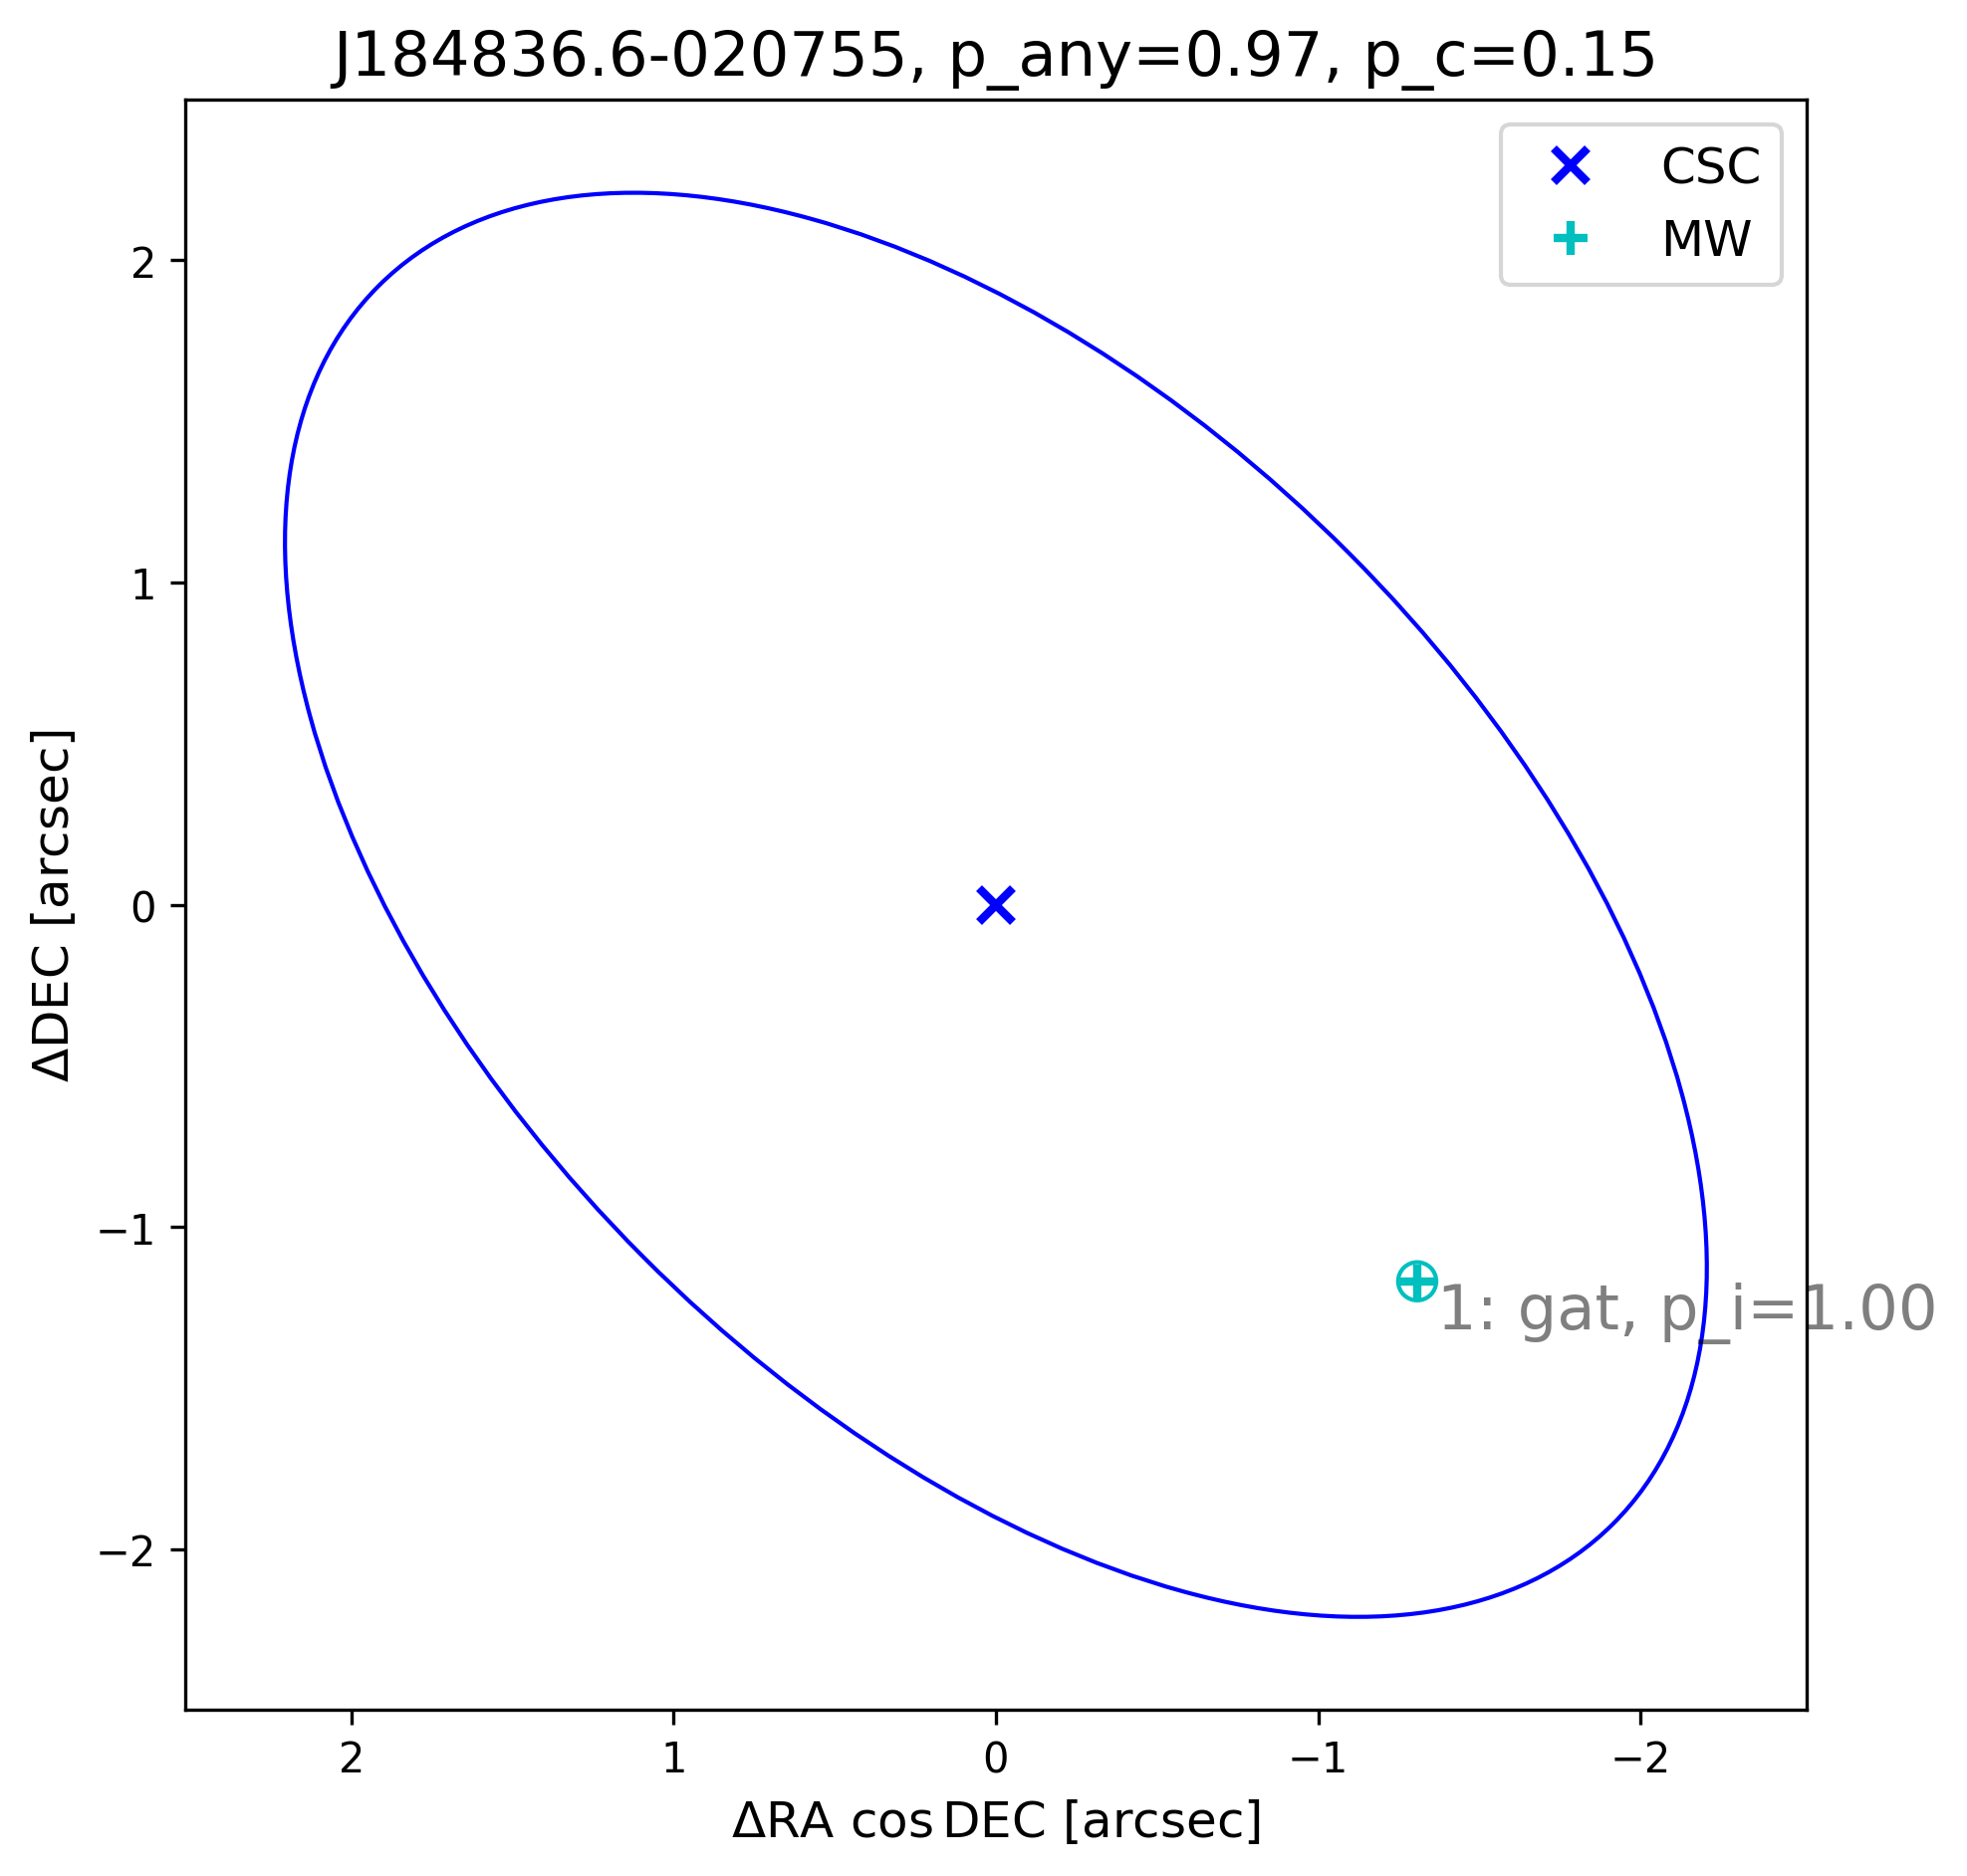 J184836.6-020755, p_any=0.97, p_c=0.15
CSC
MW
2
1
0
−1
−2
ΔDEC [arcsec]
1: gat, p_i=1.00
2
1
0
−1
−2
ΔRA cos DEC [arcsec]